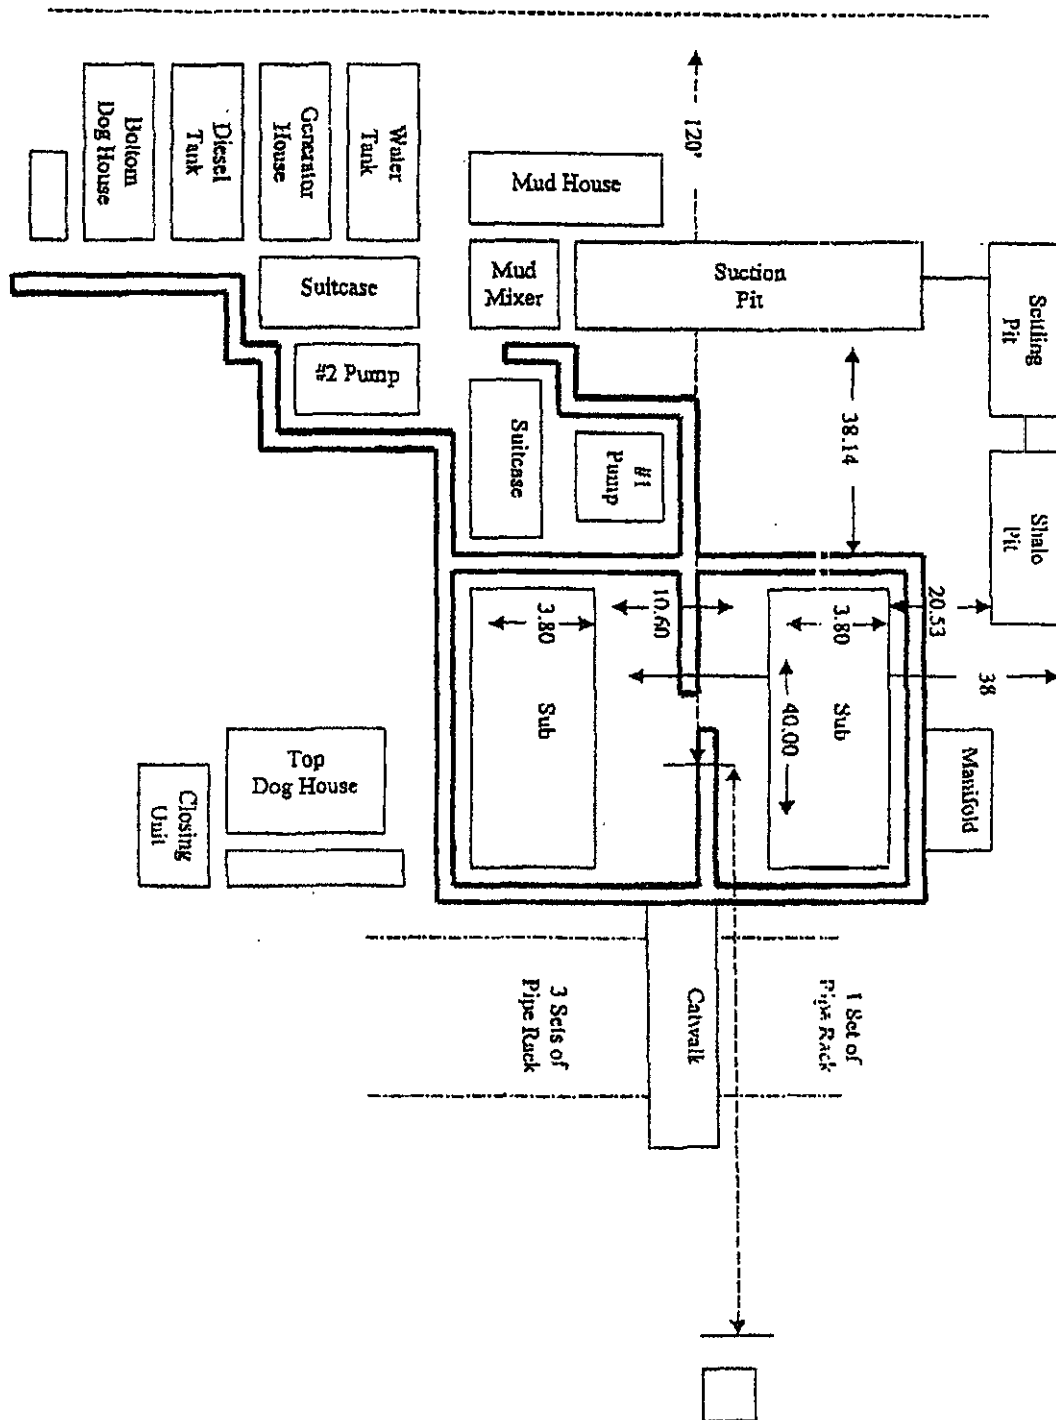 120'
Bottom
Dog House
Diesel
Tank
Generator
House
Water
Tank
Mud House
Suction
Pit
Mud
Mixer
Suitcase
Settling
Pit
#2 Pump
38.14
Suitcase
#1
Pump
Shalo
Pit
20.53
10.60
3.80
3.80
38
40.00
Sub
Sub
Manifold
Top
Dog House
Closing
Unit
3 Sets of
Pipe Rack
Catwalk
1 Set of
Pipe Rack